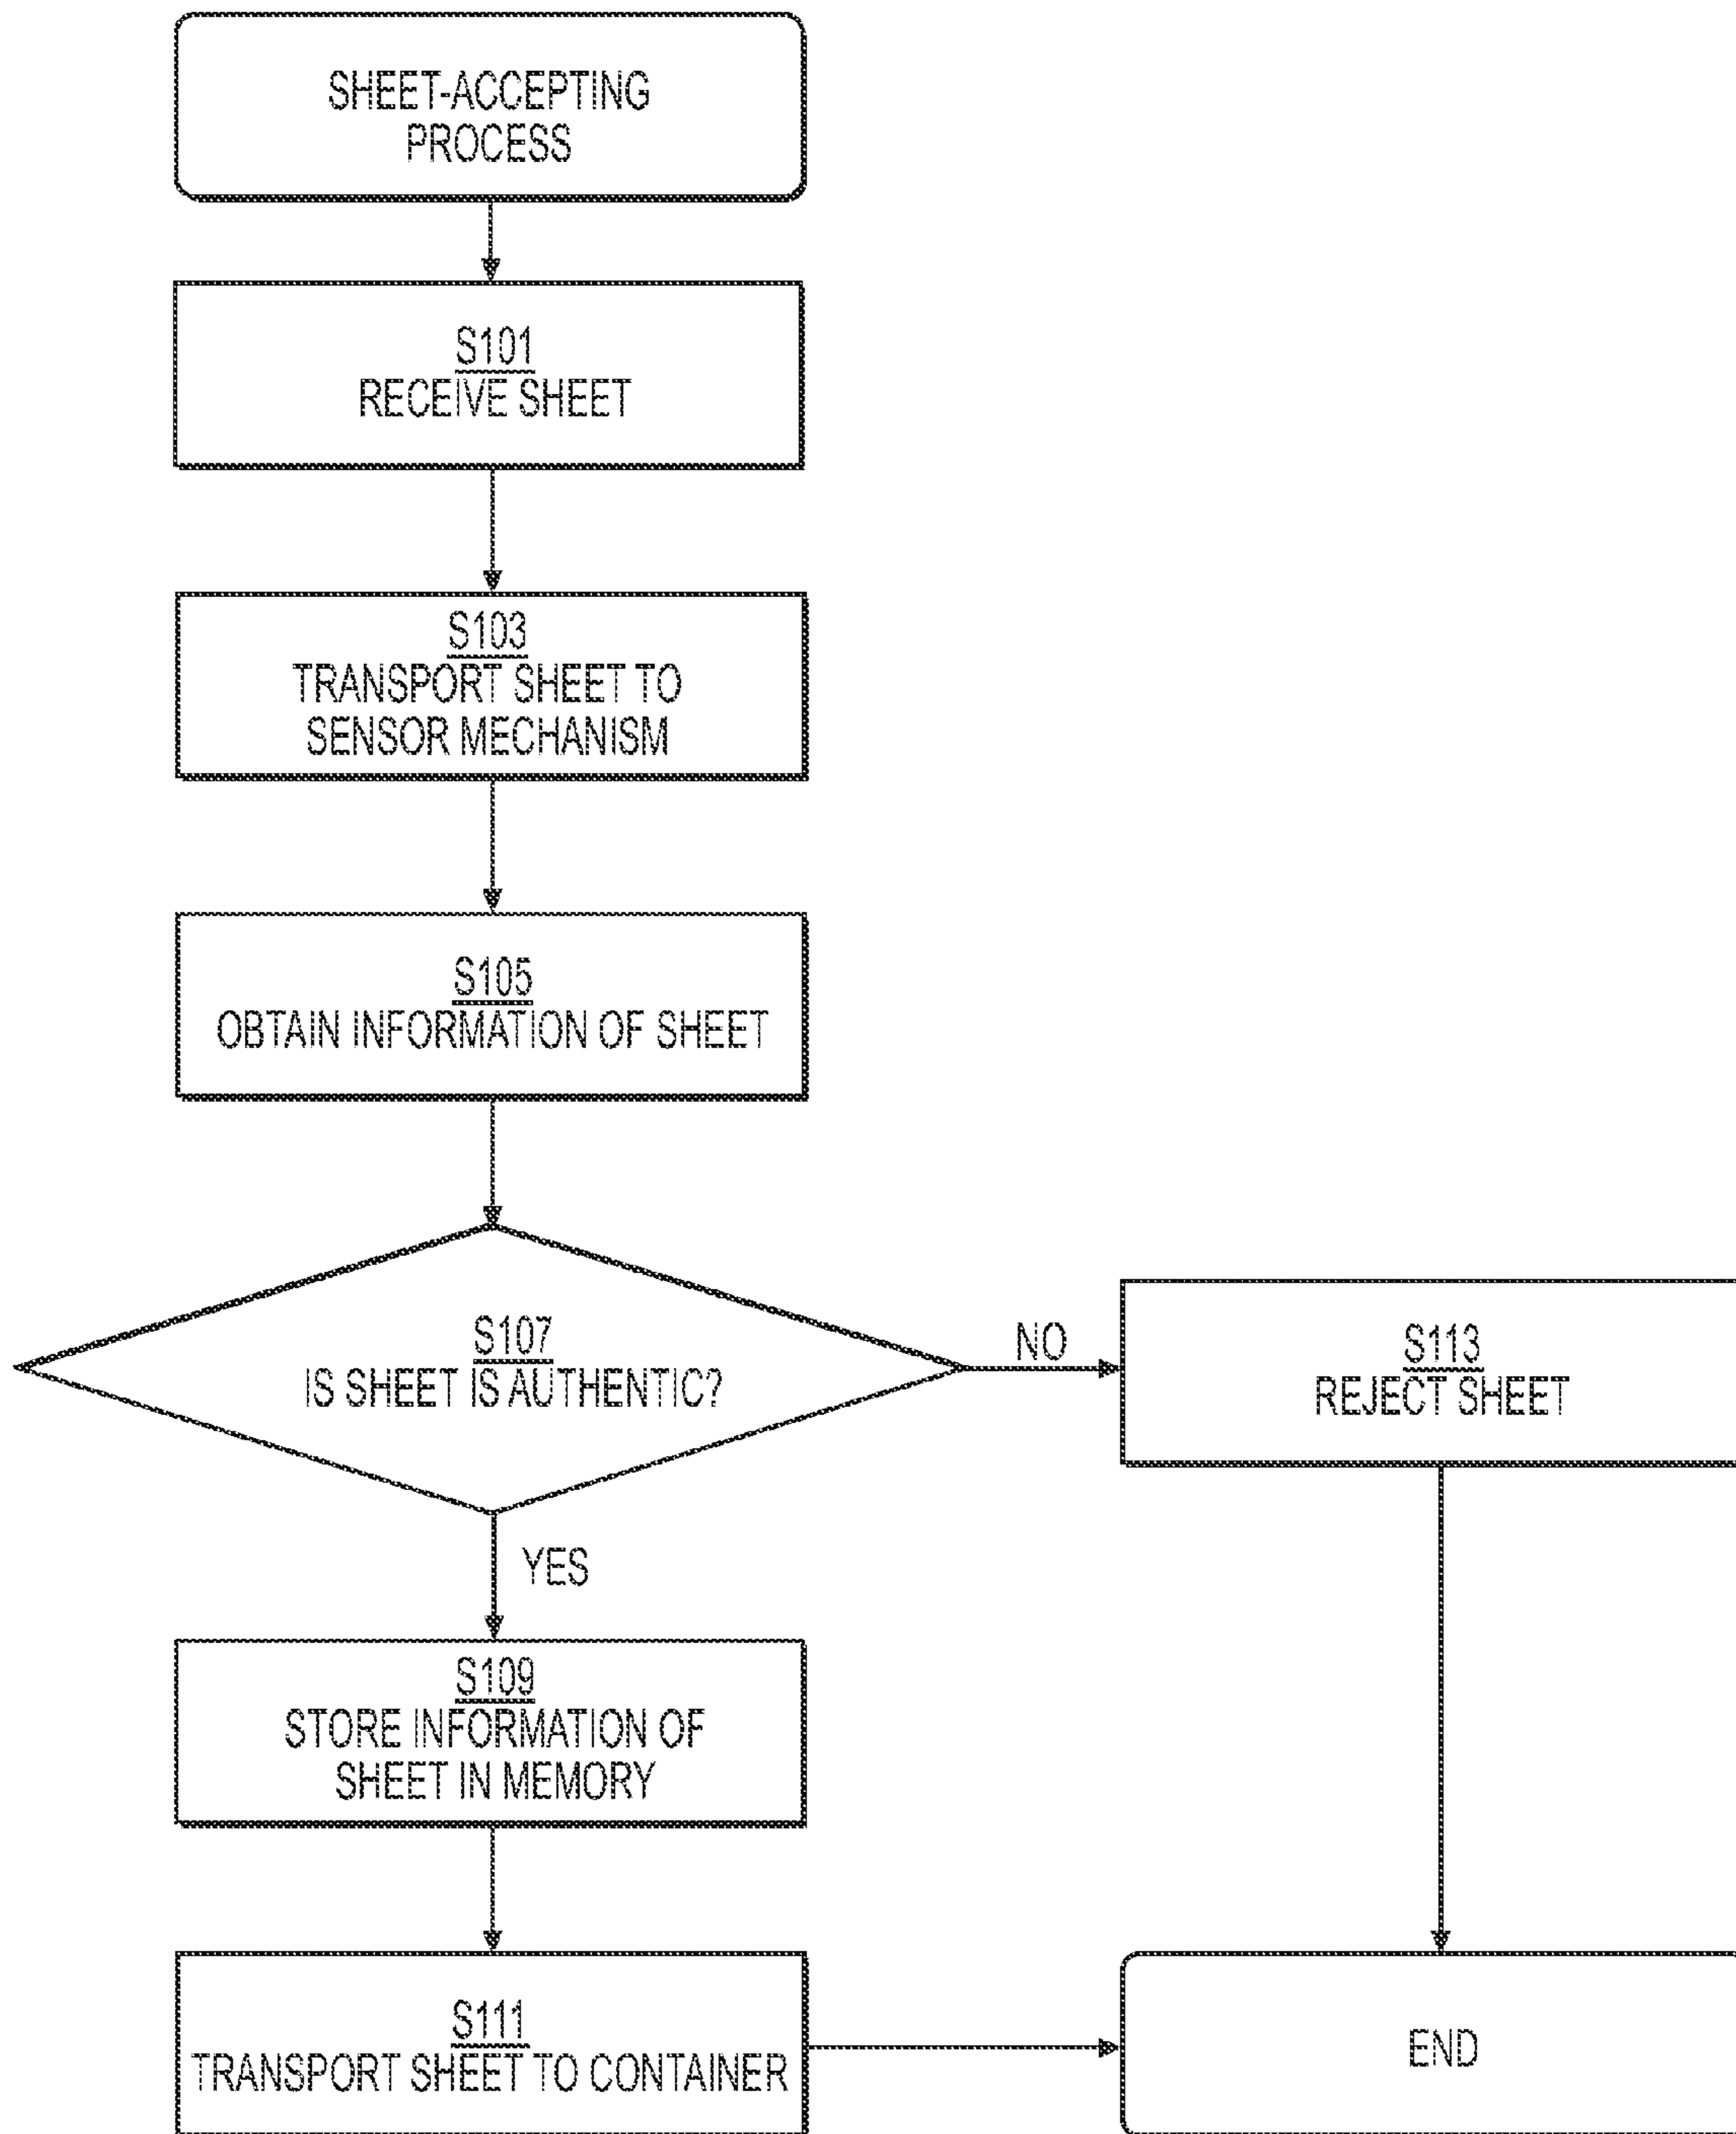 SHEET-ACCEPTING
PROCESS
S101
RECEIVE SHEET
S103
TRANSPORT SHEET TO
SENSOR MECHANISM
S105
OBTAIN INFORMATION OF SHEET
S107
IS SHEET IS AUTHENTIC?
NO
S113
REJECT SHEET
YES
S109
STORE INFORMATION OF
SHEET IN MEMORY
S111
TRANSPORT SHEET TO CONTAINER
END